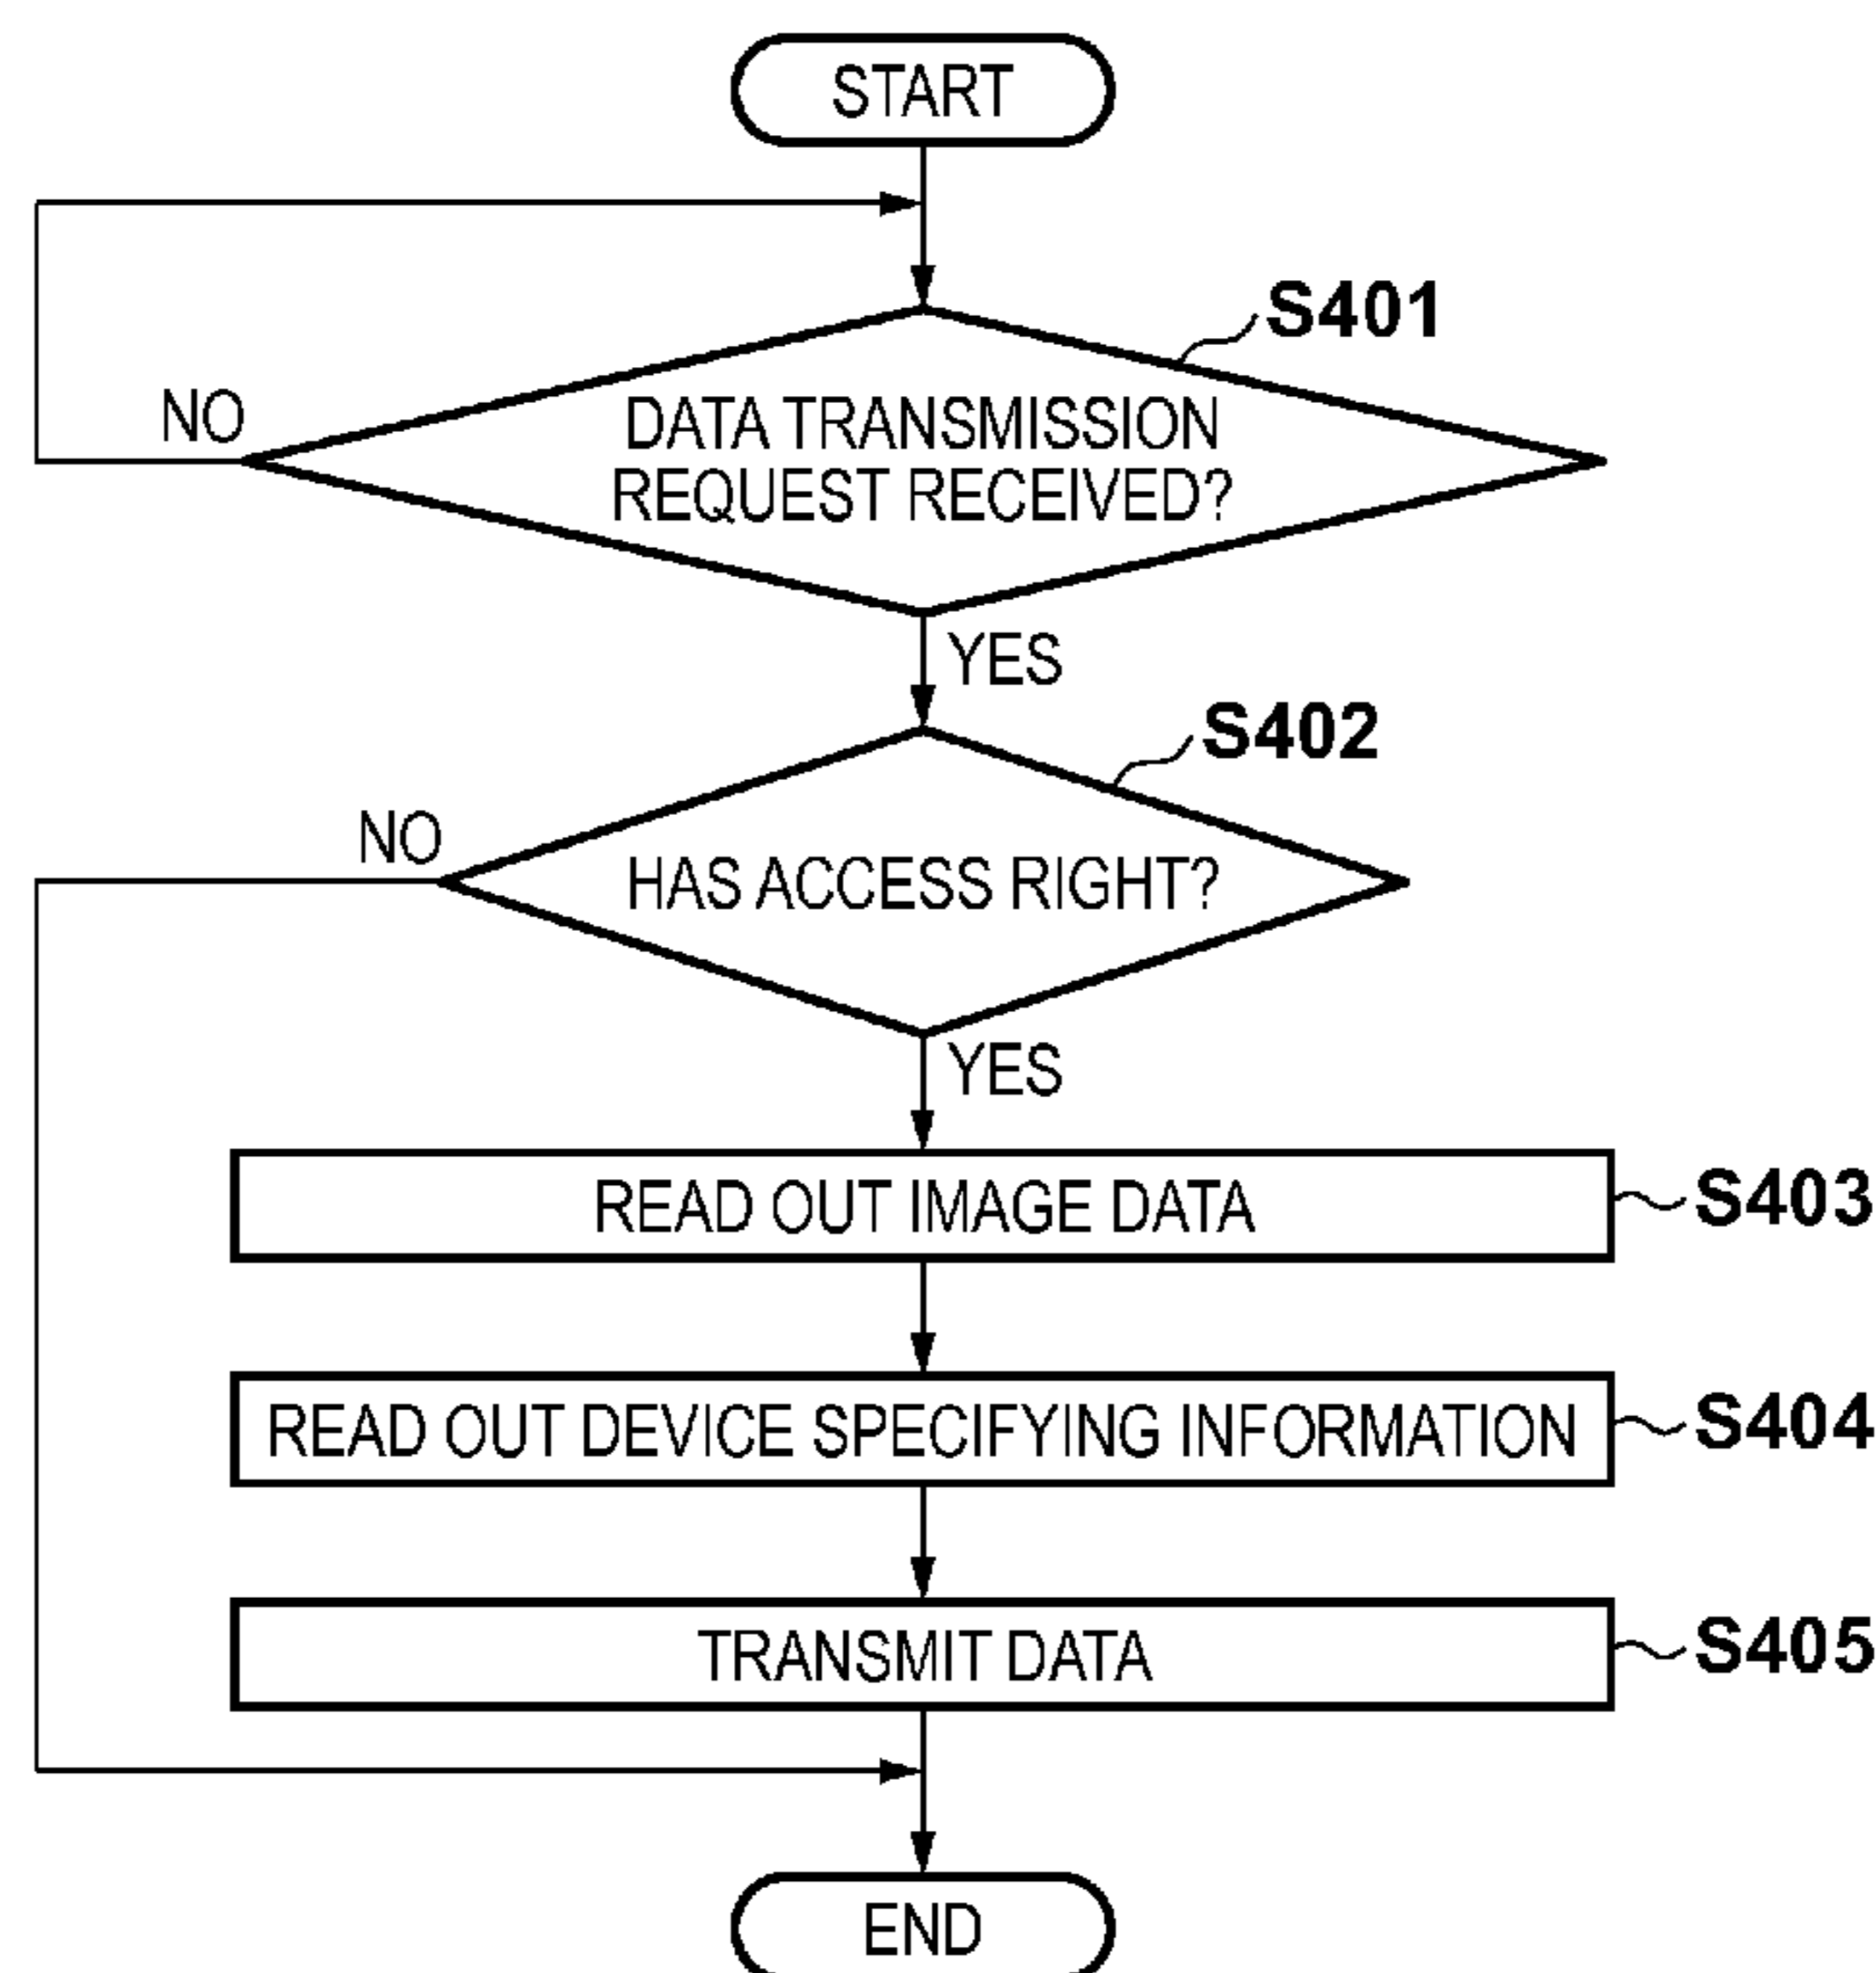 START
S401
NO
DATA TRANSMISSION
REQUEST RECEIVED?
YES
S402
NO
HAS ACCESS RIGHT?
YES
READ OUT IMAGE DATA
S403
READ OUT DEVICE SPECIFYING INFORMATION
S404
TRANSMIT DATA
S405
END